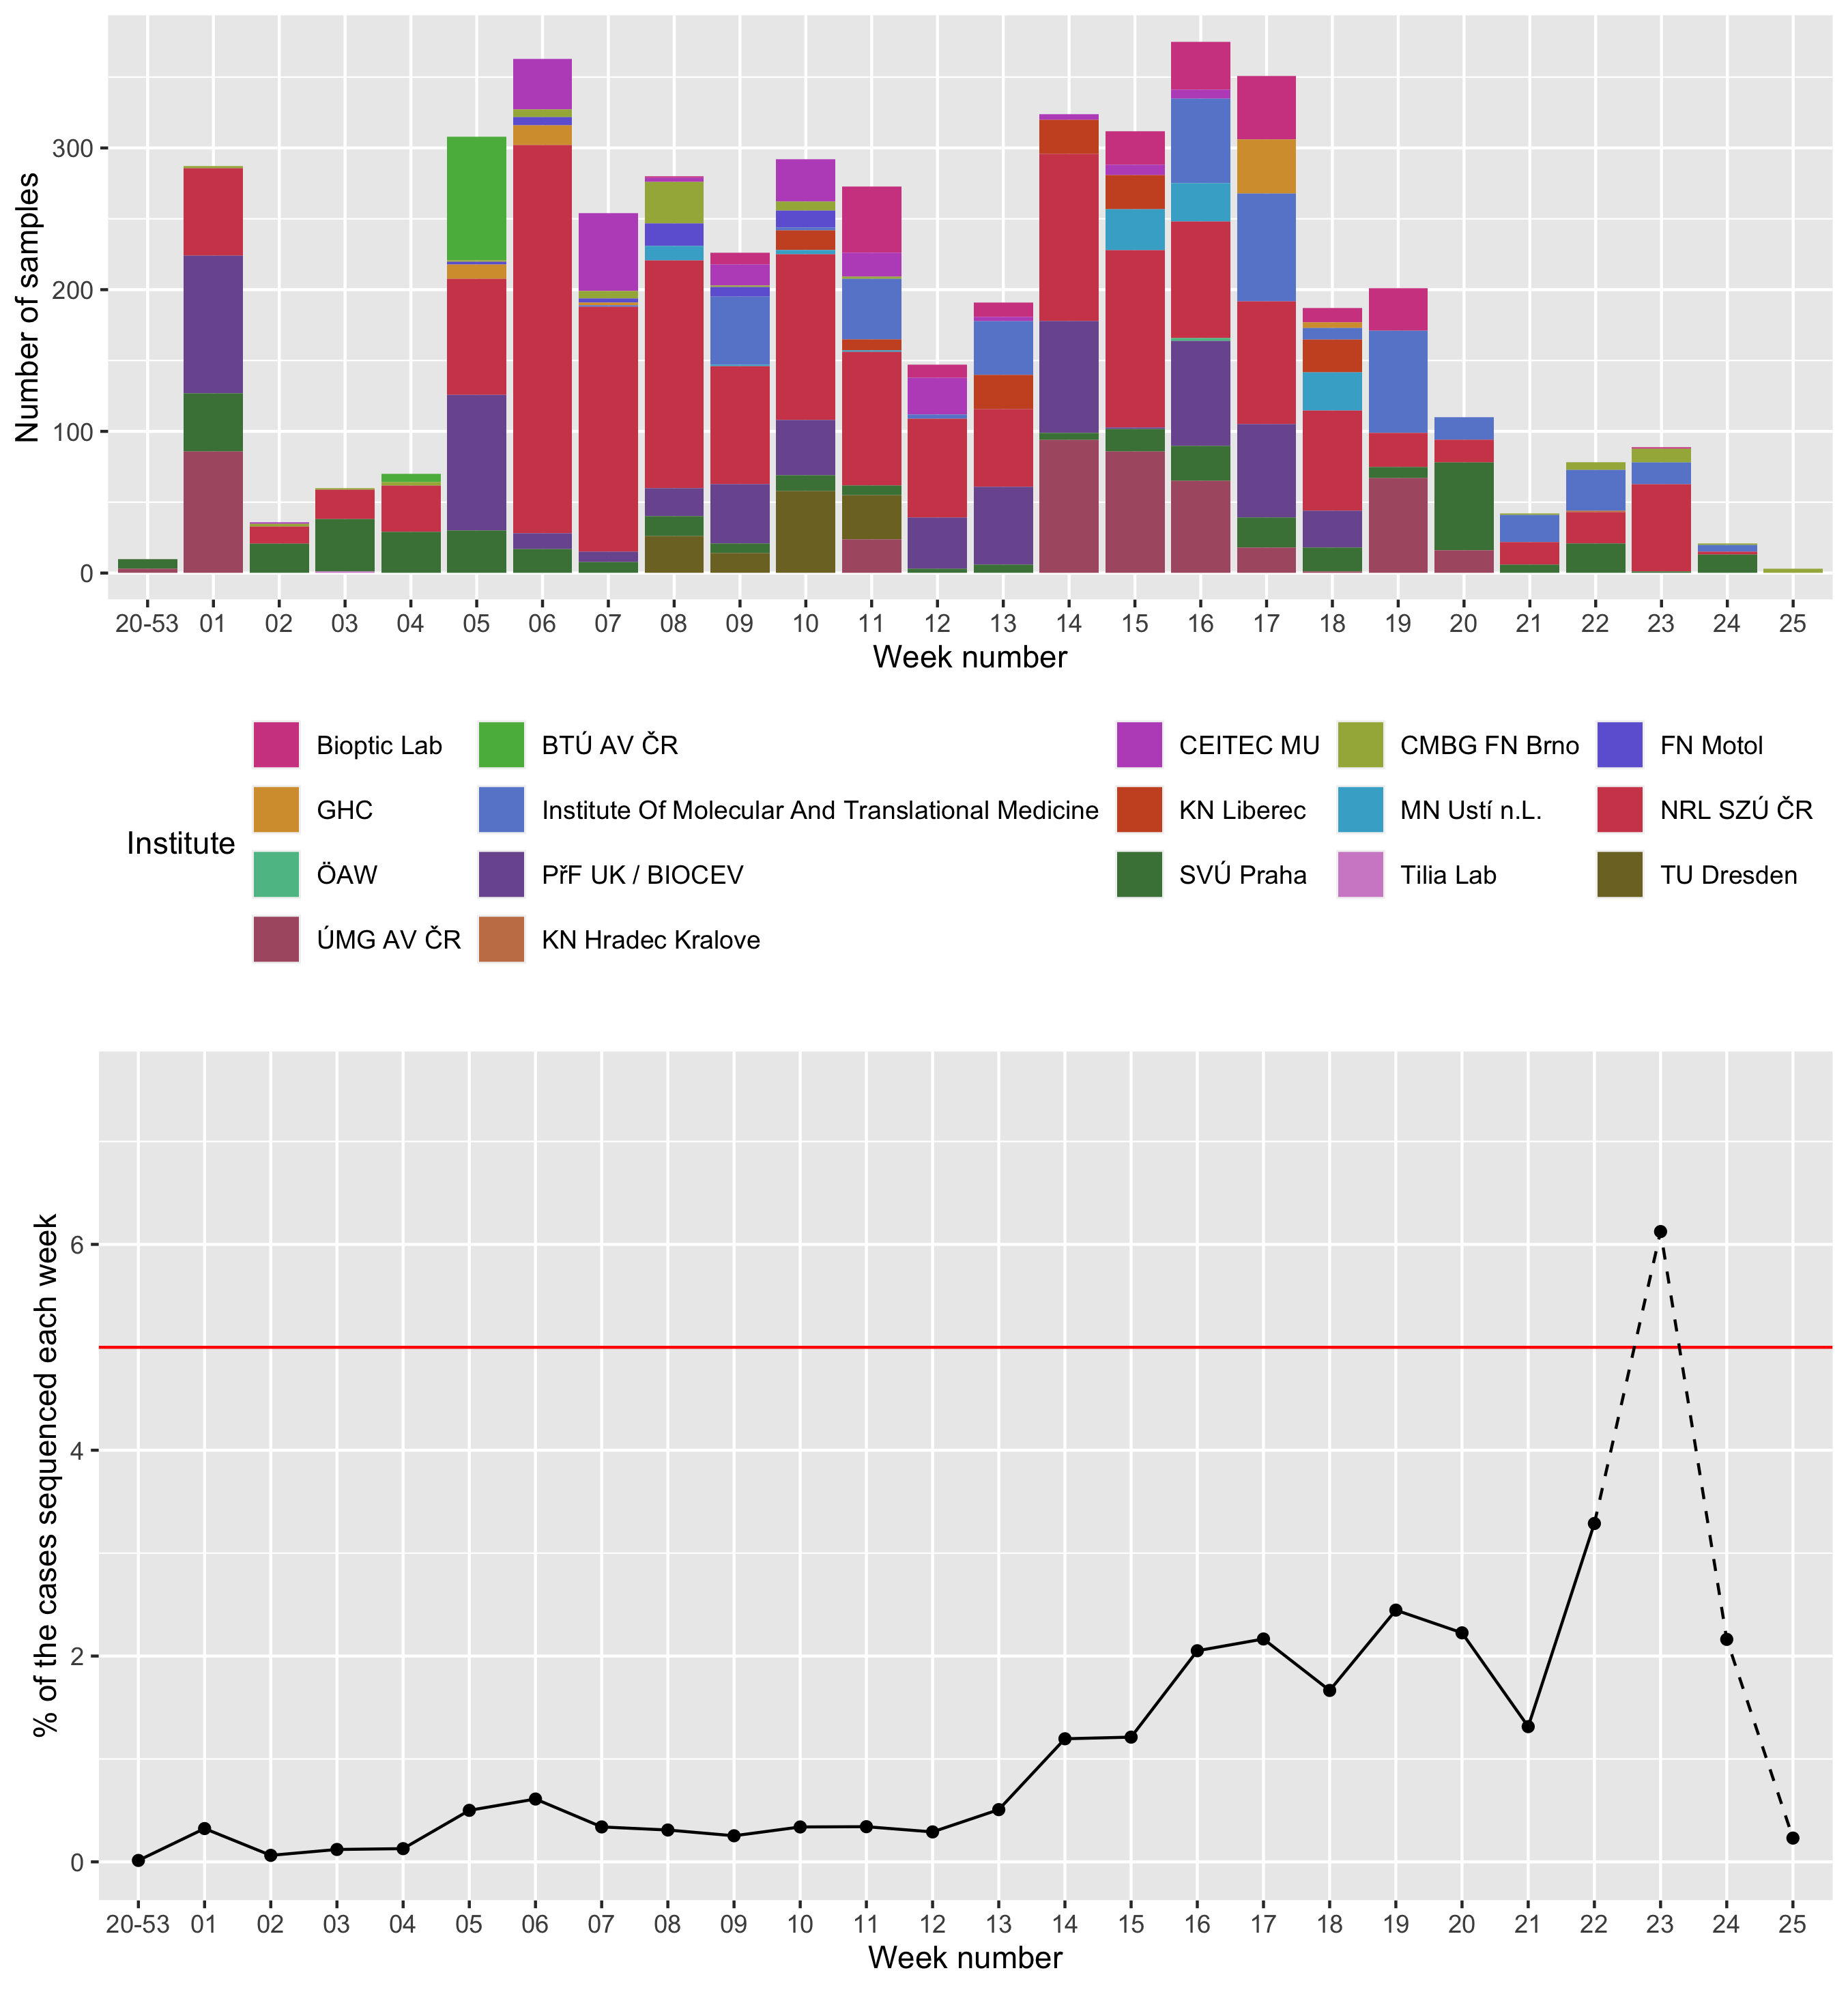 Number of samples
300
200
100
0
20-53 01 02 03 04 05 06 07 08 09 10 11 12 13 14 15 16 17 18 19 20 21 22 23 24 25
Week number
Institute
Bioptic Lab BTÚ AV ČR CEITEC MU CMBG FN Brno FN Motol
GHC Institute Of Molecular And Translational Medicine KN Liberec MN Ustí n.L. NRL SZÚ ČR
ÖAW PřF UK / BIOCEV SVÚ Praha Tilia Lab TU Dresden
ÚMG AV ČR KN Hradec Kralove
% of the cases sequenced each week
6
4
2
0
20-53 01 02 03 04 05 06 07 08 09 10 11 12 13 14 15 16 17 18 19 20 21 22 23 24 25
Week number